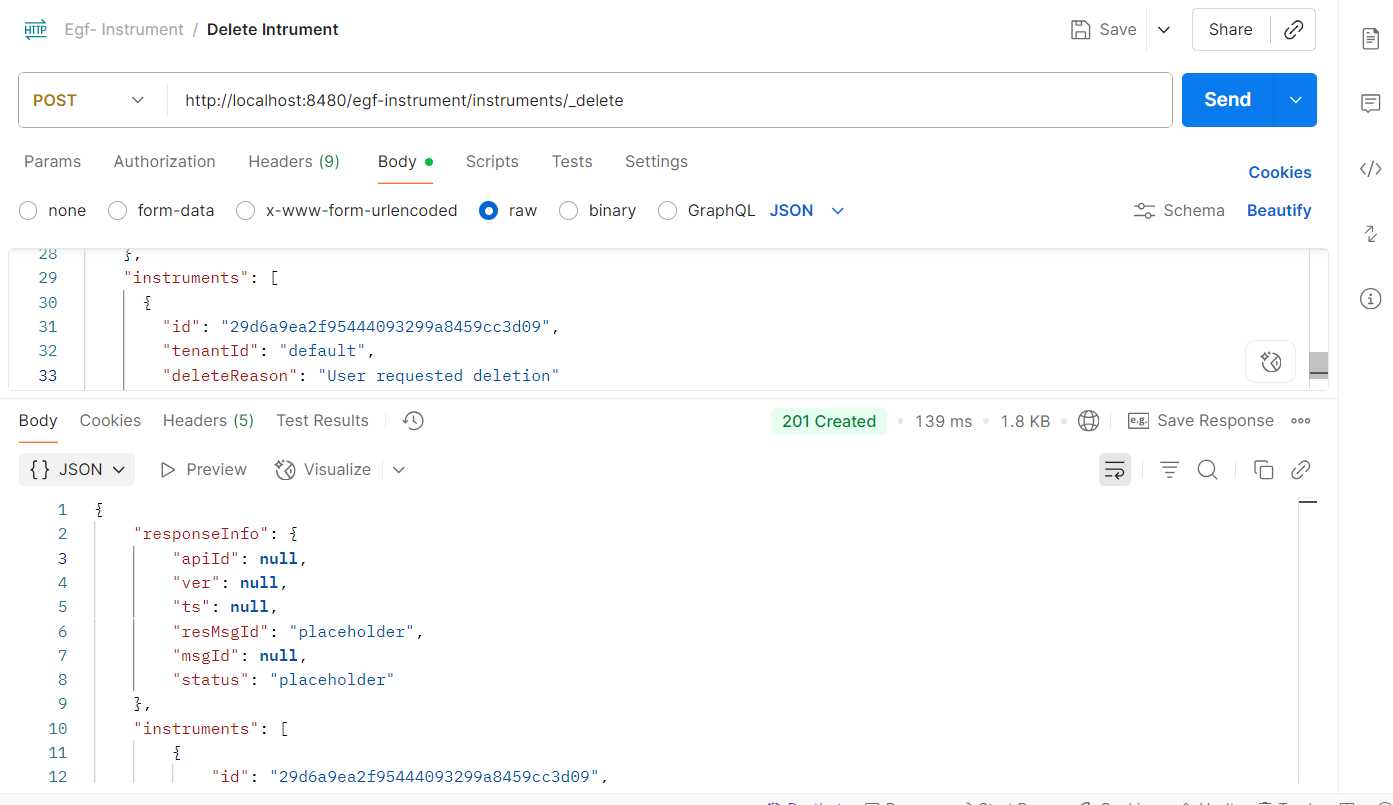 HTTP Egf- Instrument / Delete Intrument Save Share
POST http://localhost:8480/egf-instrument/instruments/_delete Send
Params Authorization Headers (9) Body Scripts Tests Settings Cookies
none form-data x-www-form-urlencoded raw binary GraphQL JSON Schema Beautify
28 },
29 "instruments": [
30 {
31 "id": "29d6a9ea2f95444093299a8459cc3d09",
32 "tenantId": "default",
33 "deleteReason": "User requested deletion"
Body Cookies Headers (5) Test Results 201 Created 139 ms 1.8 KB e.g. Save Response
{} JSON Preview Visualize
1 {
2 "responseInfo": {
3 "apiId": null,
4 "ver": null,
5 "ts": null,
6 "resMsgId": "placeholder",
7 "msgId": null,
8 "status": "placeholder"
9 },
10 "instruments": [
11 {
12 "id": "29d6a9ea2f95444093299a8459cc3d09",